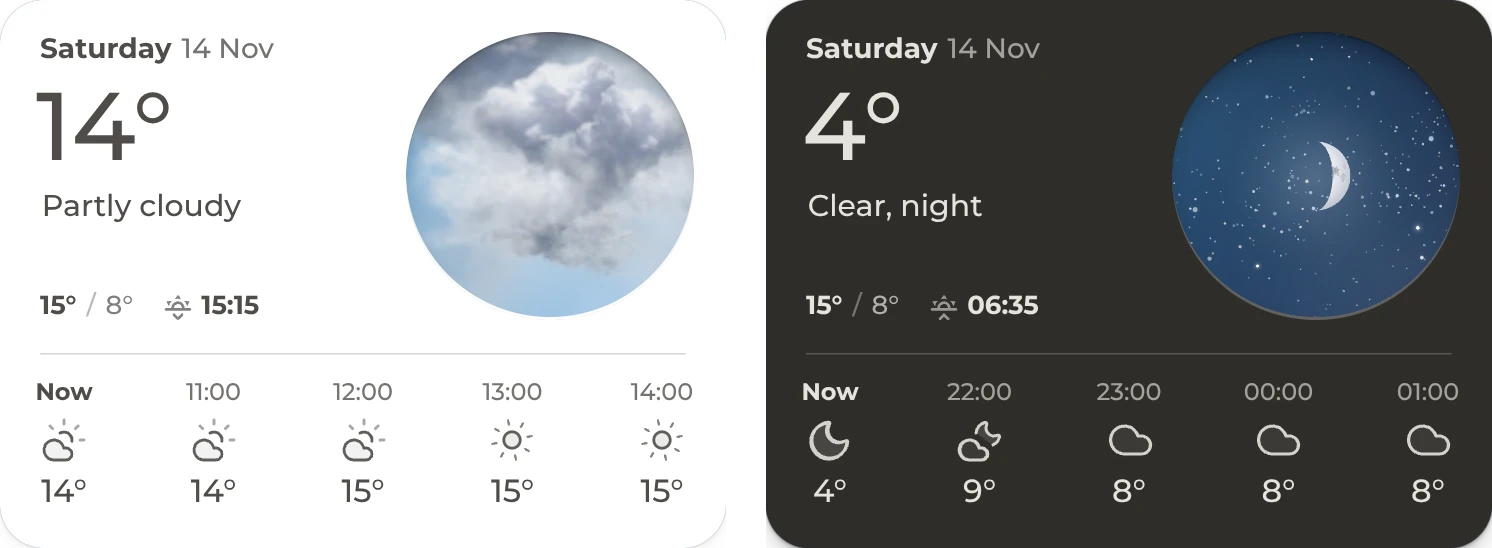 Saturday 14 Nov
14°
Partly cloudy
15° / 8° 15:15
Now 11:00 12:00 13:00 14:00
14° 14° 15° 15° 15°
Saturday 14 Nov
4°
Clear, night
15° / 8° 06:35
Now 22:00 23:00 00:00 01:00
4° 9° 8° 8° 8°